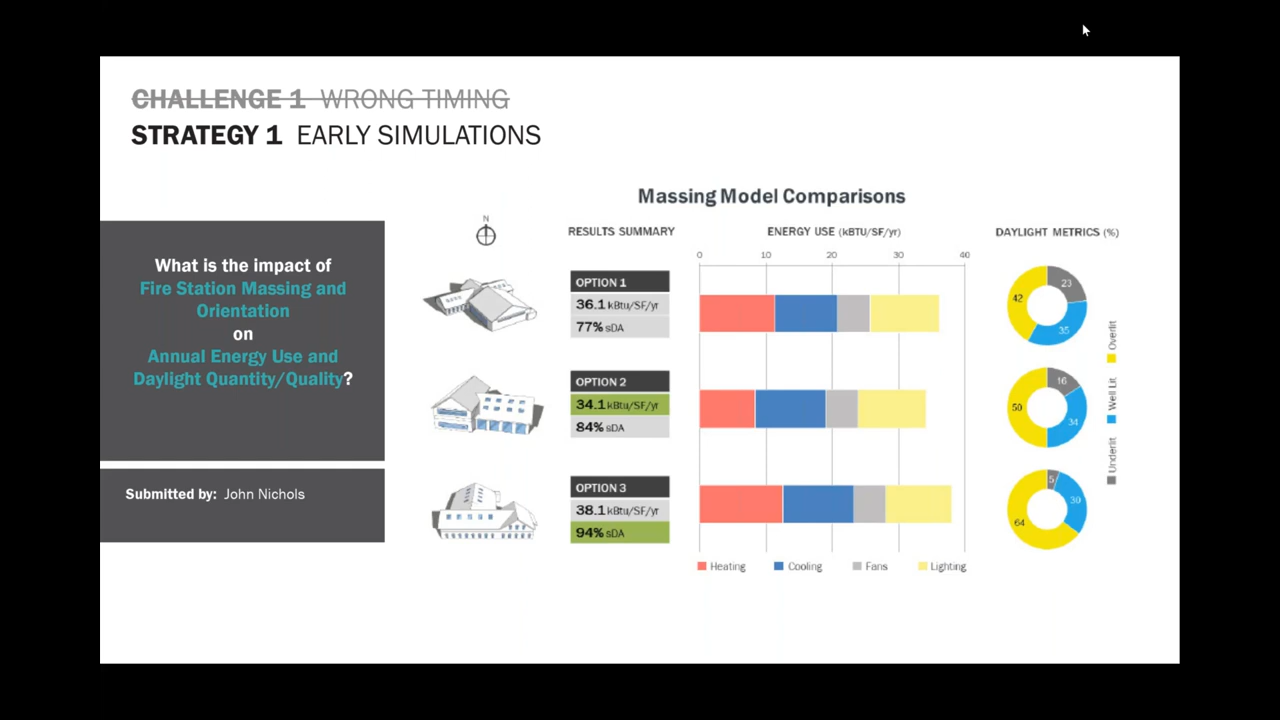 CHALLENGE 1 WRONG TIMING
STRATEGY 1 EARLY SIMULATIONS
What is the impact of
Fire Station Massing and
Orientation
on
Annual Energy Use and
Daylight Quantity/Quality?
Submitted by: John Nichols
Massing Model Comparisons
N
RESULTS SUMMARY
ENERGY USE (kBTU/SF/yr)
DAYLIGHT METRICS (%)
0 10 20 30 40
OPTION 1
36.1 kBtu/SF/yr
77% sDA
23
42
35
OPTION 2
34.1 kBtu/SF/yr
84% sDA
16
50
34
OPTION 3
38.1 kBtu/SF/yr
94% sDA
5
30
64
Underlit Well Lit Overlit
Heating Cooling Fans Lighting